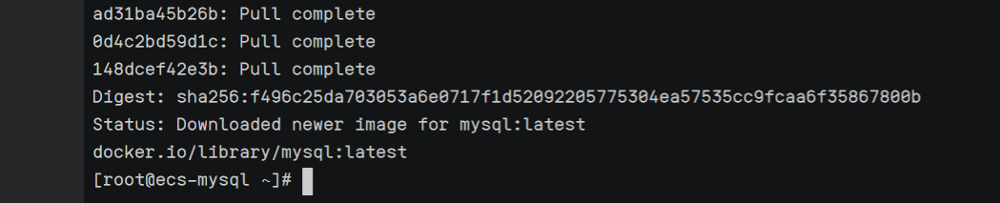 ad31ba45b26b: Pull complete
0d4c2bd59d1c: Pull complete
148dcef42e3b: Pull complete
Digest: sha256:f496c25da703053a6e0717f1d52092205775304ea57535cc9fcaa6f35867800b
Status: Downloaded newer image for mysql:latest
docker.io/library/mysql:latest
[root@ecs-mysql ~]#